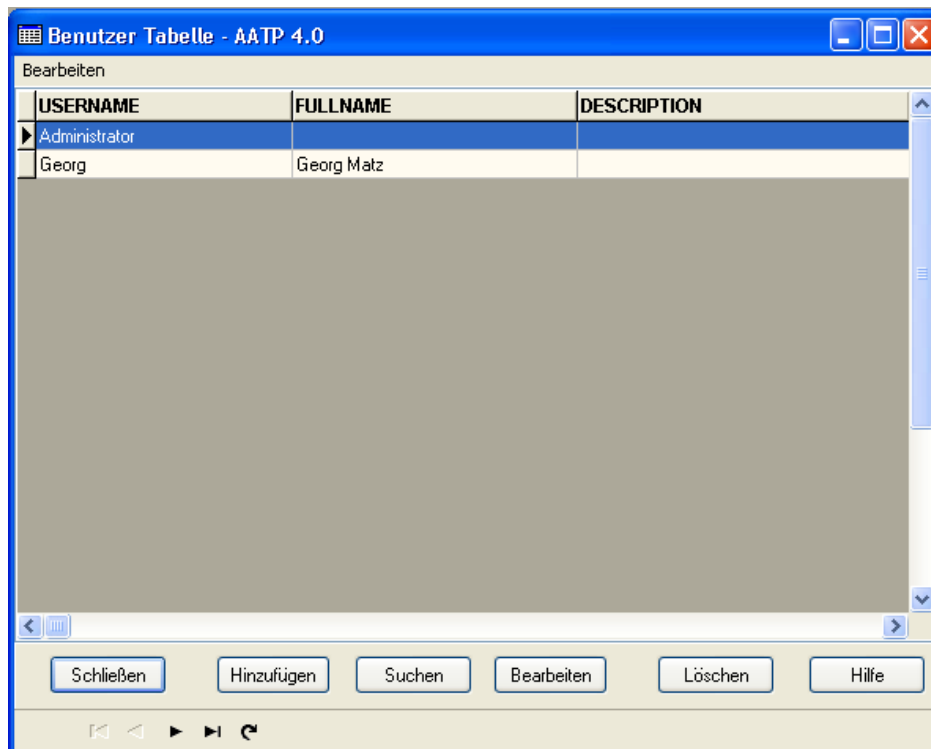 Benutzer Tabelle - AATP 4.0
Bearbeiten
USERNAME FULLNAME DESCRIPTION
Administrator
Georg Georg Matz
Schließen Hinzufügen Suchen Bearbeiten Löschen Hilfe